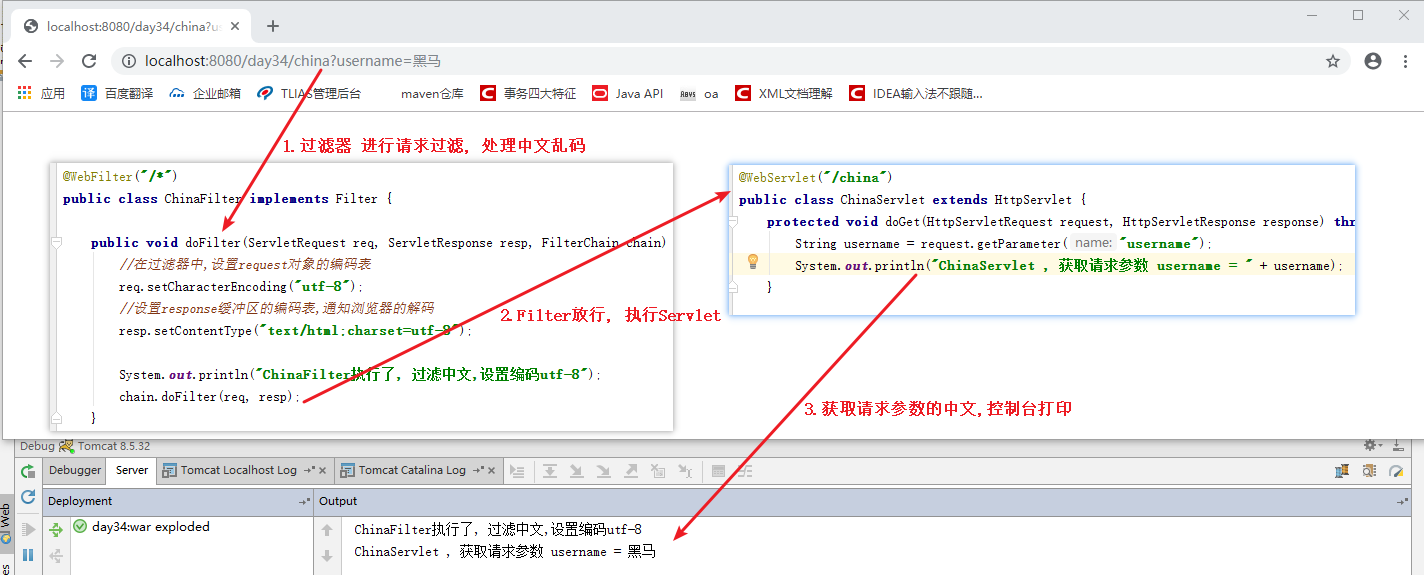 localhost:8080/day34/china?u
localhost:8080/day34/china?username=黑马
应用 百度翻译 企业邮箱 TLIAS管理后台 maven仓库 事务四大特征 Java API oa XML文档理解 IDEA输入法不跟随...
1.过滤器 进行请求过滤, 处理中文乱码
@WebFilter("/*")
public class ChinaFilter implements Filter {
public void doFilter(ServletRequest req, ServletResponse resp, FilterChain chain)
//在过滤器中,设置request对象的编码表
req.setCharacterEncoding("utf-8");
//设置response缓冲区的编码表,通知浏览器的解码
resp.setContentType("text/html;charset=utf-8");
System.out.println("ChinaFilter执行了, 过滤中文,设置编码utf-8");
chain.doFilter(req, resp);
}
2.Filter放行, 执行Servlet
@WebServlet("/china")
public class ChinaServlet extends HttpServlet {
protected void doGet(HttpServletRequest request, HttpServletResponse response) thr
String username = request.getParameter( name: "username");
System.out.println("ChinaServlet , 获取请求参数 username = " + username);
}
3.获取请求参数的中文,控制台打印
Debug Tomcat 8.5.32
Debugger Server Tomcat Localhost Log Tomcat Catalina Log
Deployment Output
Web
day34:war exploded
ChinaFilter执行了, 过滤中文,设置编码utf-8
ChinaServlet , 获取请求参数 username = 黑马